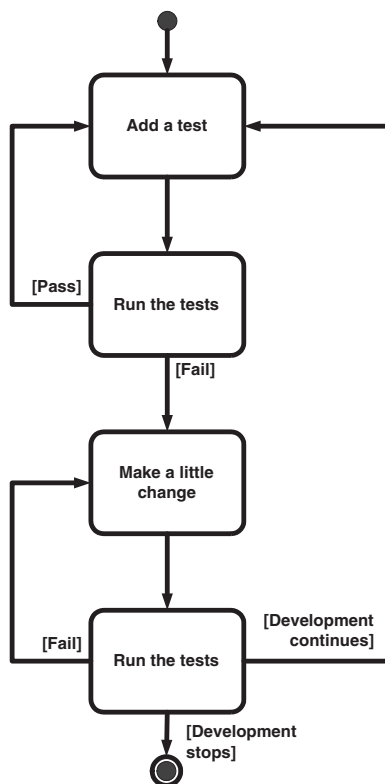 Add a test
[Pass]
Run the tests
[Fail]
Make a little
change
[Development
continues]
[Fail]
Run the tests
[Development
stops]